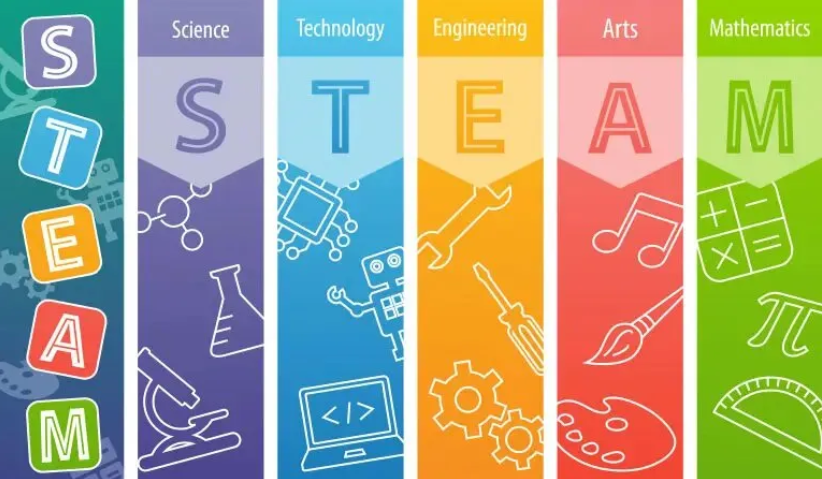 S
T
E
A
M
Science
S
Technology
T
</>
Engineering
E
Arts
A
Mathematics
M
+ −
× =
π